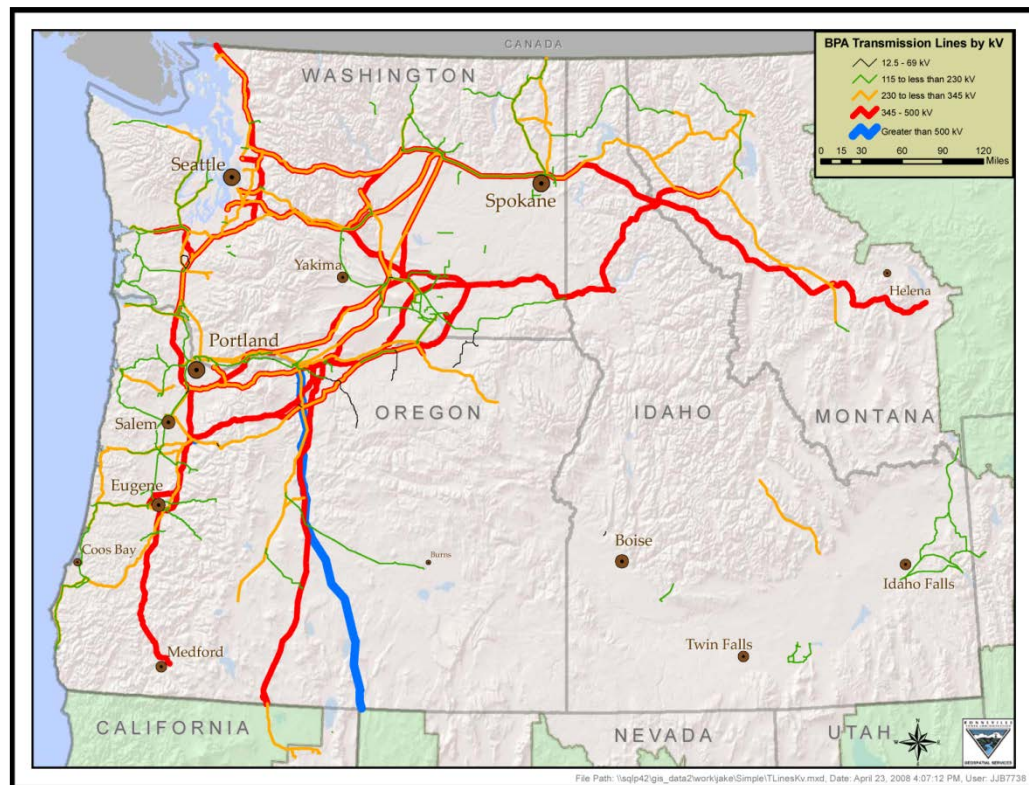 CANADA
BPA Transmission Lines by kV
12.5 - 69 kV
115 to less than 230 kV
230 to less than 345 kV
345 - 500 kV
Greater than 500 kV
0 15 30 60 90 120
Miles
WASHINGTON
Seattle
Spokane
Yakima
Helena
Portland
OREGON
IDAHO
MONTANA
Salem
Eugene
Coos Bay
Burns
Boise
Idaho Falls
Medford
Twin Falls
CALIFORNIA
NEVADA
UTAH
N
W
E
S
BONNEVILLE
GEOSPATIAL SERVICES
File Path: \\sqlp42\gis_data2\work\jake\Simple\TLinesKv.mxd, Date: April 23, 2008 4:07:12 PM, User: JJB7738